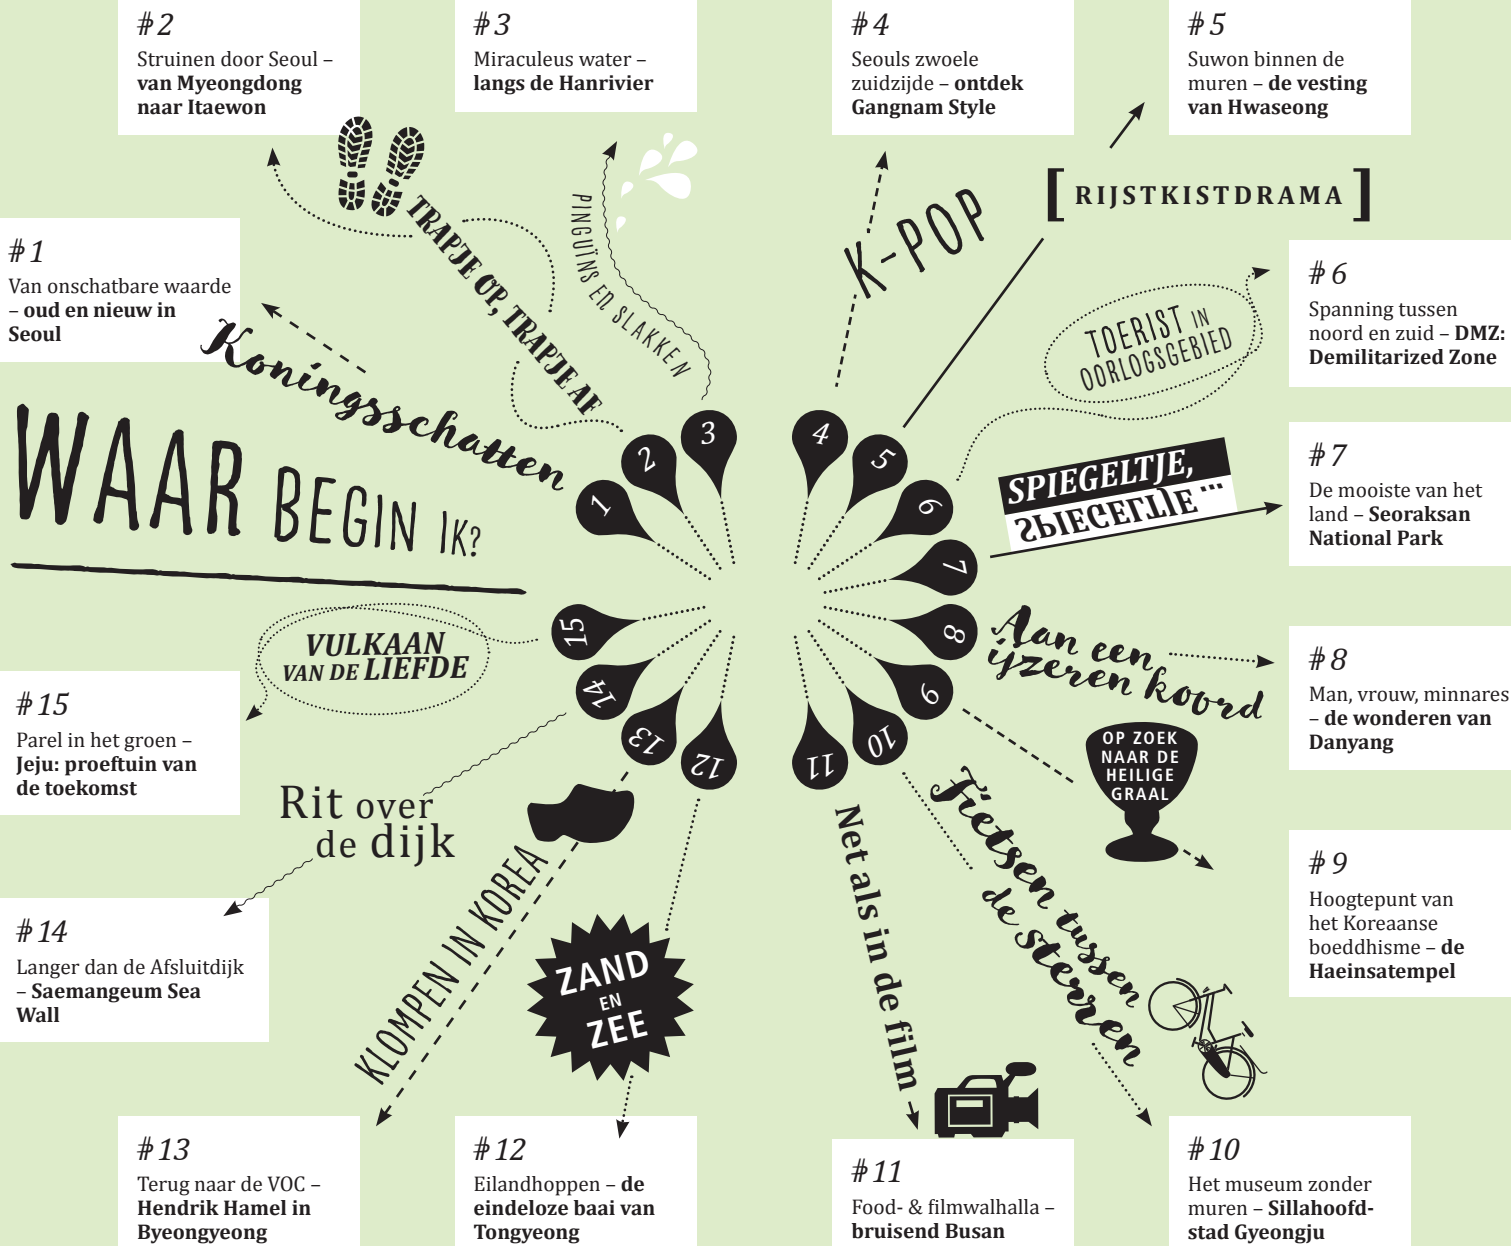 #2
Struinen door Seoul –
van Myeongdong
naar Itaewon
#3
Miraculeus water –
langs de Hanrivier
#4
Seouls zwoele
zuidzijde – ontdek
Gangnam Style
#5
Suwon binnen de
muren – de vesting
van Hwaseong
#1
Van onschatbare waarde
– oud en nieuw in
Seoul
Koningsschatten
TRAPJE OP, TRAPJE AF
PINGUÏNS EN SLAKKEN
K-POP
[ RIJSTKISTDRAMA ]
TOERIST IN
OORLOGSGEBIED
#6
Spanning tussen
noord en zuid – DMZ:
Demilitarized Zone
WAAR BEGIN IK?
1
2
3
4
5
6
7
8
9
10
11
12
13
14
15
SPIEGELTJE,
SPIEGELTJE ...
#7
De mooiste van het
land – Seoraksan
National Park
Aan een
ijzeren koord
#8
Man, vrouw, minnares
– de wonderen van
Danyang
OP ZOEK
NAAR DE
HEILIGE
GRAAL
#9
Hoogtepunt van
het Koreaanse
boeddhisme – de
Haeinsatempel
VULKAAN
VAN DE LIEFDE
#15
Parel in het groen –
Jeju: proeftuin van
de toekomst
Rit over
de dijk
#14
Langer dan de Afsluitdijk
– Saemangeum Sea
Wall
KLOMPEN IN KOREA
ZAND
EN
ZEE
Net als in de film
Fietsen tussen
de sterren
#13
Terug naar de VOC –
Hendrik Hamel in
Byeongyeong
#12
Eilandhoppen – de
eindeloze baai van
Tongyeong
#11
Food- & filmwalhalla –
bruisend Busan
#10
Het museum zonder
muren – Sillahoofd-
stad Gyeongju